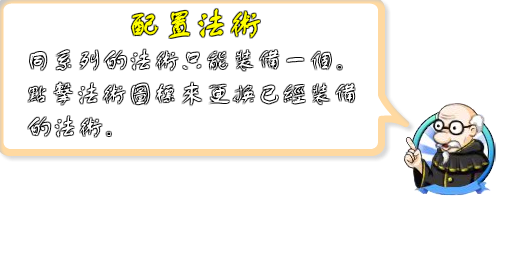 配置法術
同系列的法術只能裝備一個。
點擊法術圖標來更換已經裝備
的法術。